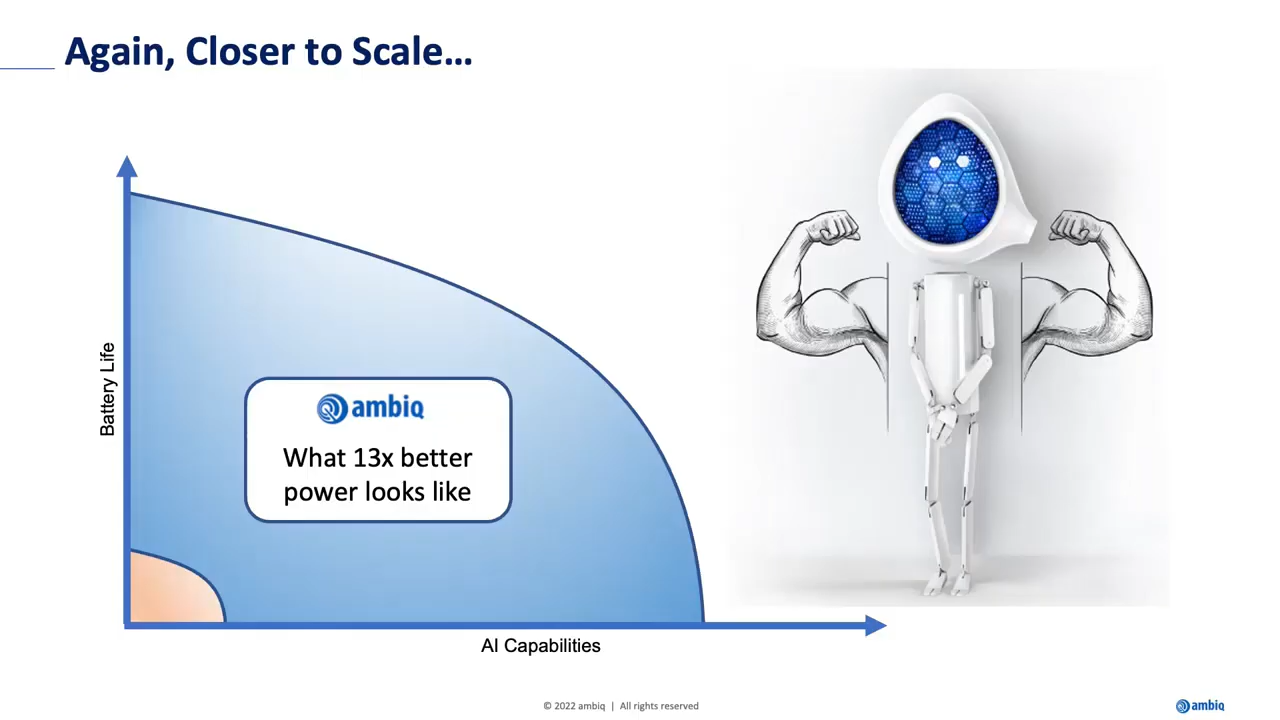 Again, Closer to Scale…
Battery Life
ambiq
What 13x better
power looks like
AI Capabilities
© 2022 ambiq | All rights reserved
ambiq